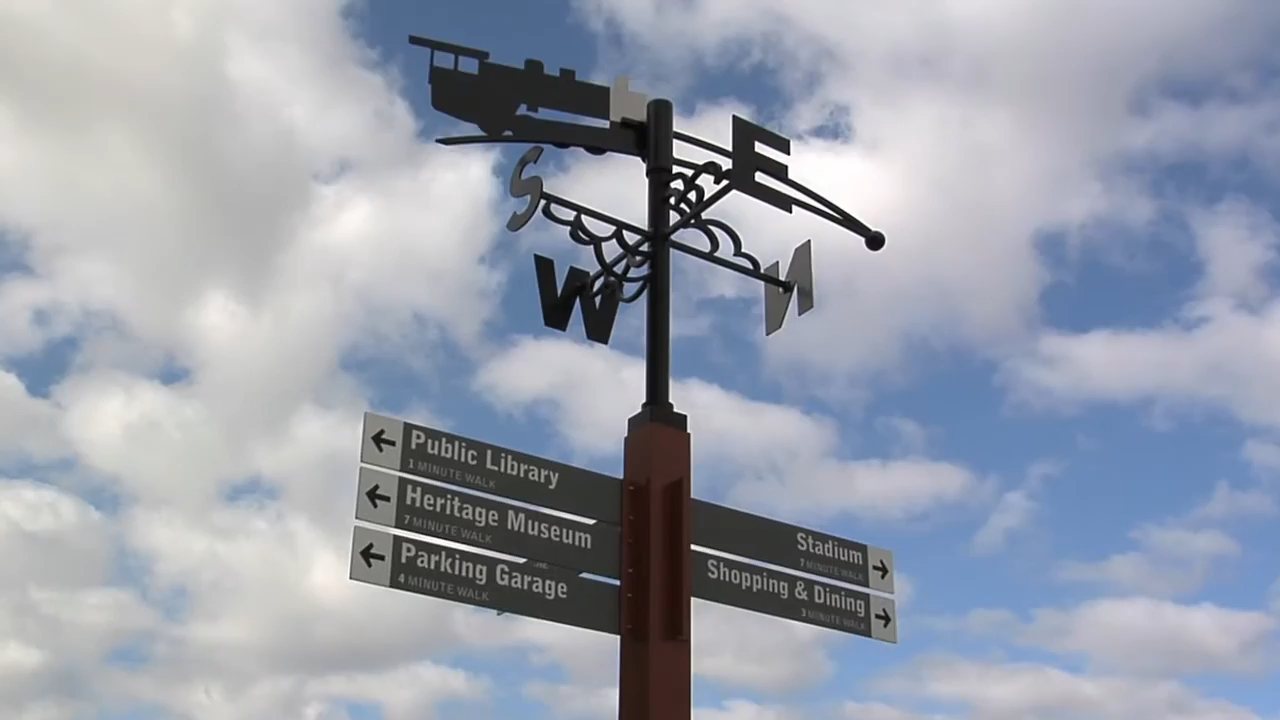 E
S
W
N
Public Library
1 MINUTE WALK
Heritage Museum
7 MINUTE WALK
Parking Garage
4 MINUTE WALK
Stadium
7 MINUTE WALK
Shopping & Dining
3 MINUTE WALK